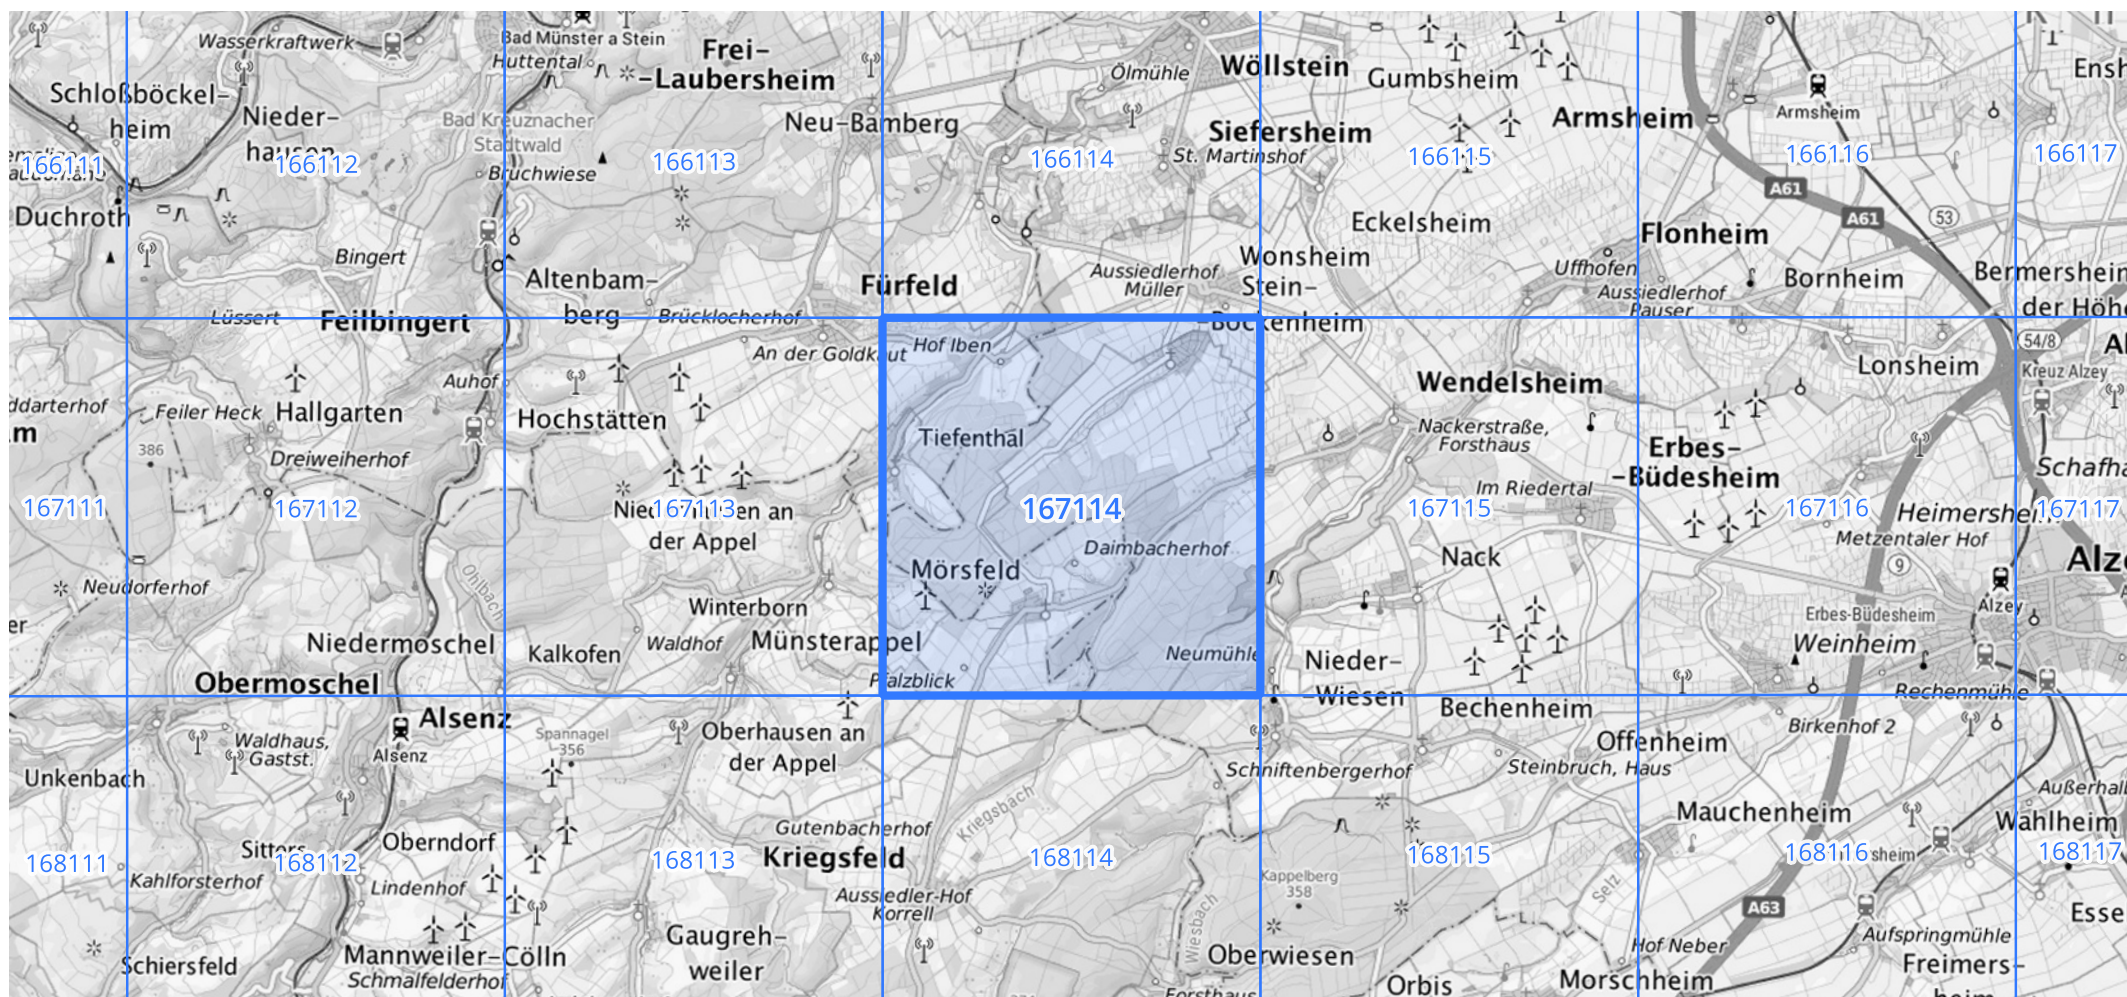 Wasserkraftwerk
Bad Münster a Stein
Huttental
Frei-
-Laubersheim
Ölmühle
Wöllstein
Gumbsheim
Armsheim
Schloßböckel-
heim
Nieder-
hausen
Bad Kreuznacher
Stadtwald
Neu-Bamberg
Siefersheim
Armsheim
166111
166112
Bruchwiese
166113
166114
St. Martinshof
166115
166116
166117
A61
A61
53
Duchroth
Bingert
Altenbam-
berg
Fürfeld
Aussiedlerhof
Müller
Wonsheim
Stein-
-Bockenheim
Eckelsheim
Uffhofen
Flonheim
Aussiedlerhof
Pauser
Bornheim
der Höhe
Lüssert
Feilbingert
Brücklocherhof
An der Goldkaut
Hof Iben
54/8
Kreuz Alzey
Lonsheim
Auhof
Wendelsheim
Feiler Heck
Hallgarten
Hochstätten
Tiefenthal
Nackerstraße,
Forsthaus
Erbes-
-Büdesheim
386
Dreiweiherhof
Im Riedertal
167111
167112
167113
der Appel
167114
167115
167116
167117
Heimersheim
Metzentaler Hof
Daimbacherhof
Nack
Mörsfeld
9
Alzey
Neudorferhof
Ohlbach
Winterborn
Erbes-Büdesheim
Weinheim
Niedermoschel
Kalkofen
Waldhof
Münsterappel
Neumühle
Nieder-
-Wiesen
Obermoschel
Pfalzblick
Rechenmühle
Alsenz
Alsenz
Bechenheim
Birkenhof 2
Waldhaus,
Gastst.
Spannagel
356
Oberhausen an
der Appel
Offenheim
Unkenbach
Schniftenbergerhof
Steinbruch, Haus
Kriegsbach
Mauchenheim
Wahlheim
Sitters
Oberndorf
Gutenbacherhof
Kriegsfeld
168111
168112
168113
168114
168115
168116
168117
Kahlforsterhof
Lindenhof
Aussiedler-Hof
Korrell
Kappelberg
358
Selz
A63
Wiesbach
Schiersfeld
Mannweiler-Cölln
Schmalfelderhof
Gaugreh-
weiler
Oberwiesen
Orbis
Hof Neber
Morschheim
Aufspringmühle
Freimers-
heim
Forsthaus